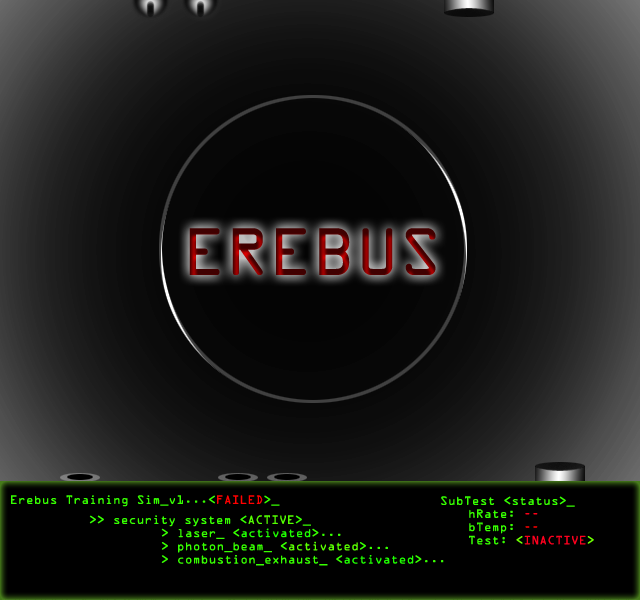 EREBUS
Erebus Training Sim_v1...<FAILED>_
>> security system <ACTIVE>_
> laser_ <activated>...
> photon_beam_ <activated>...
> combustion_exhaust_ <activated>...
SubTest <status>_
hRate: --
bTemp: --
Test: <INACTIVE>